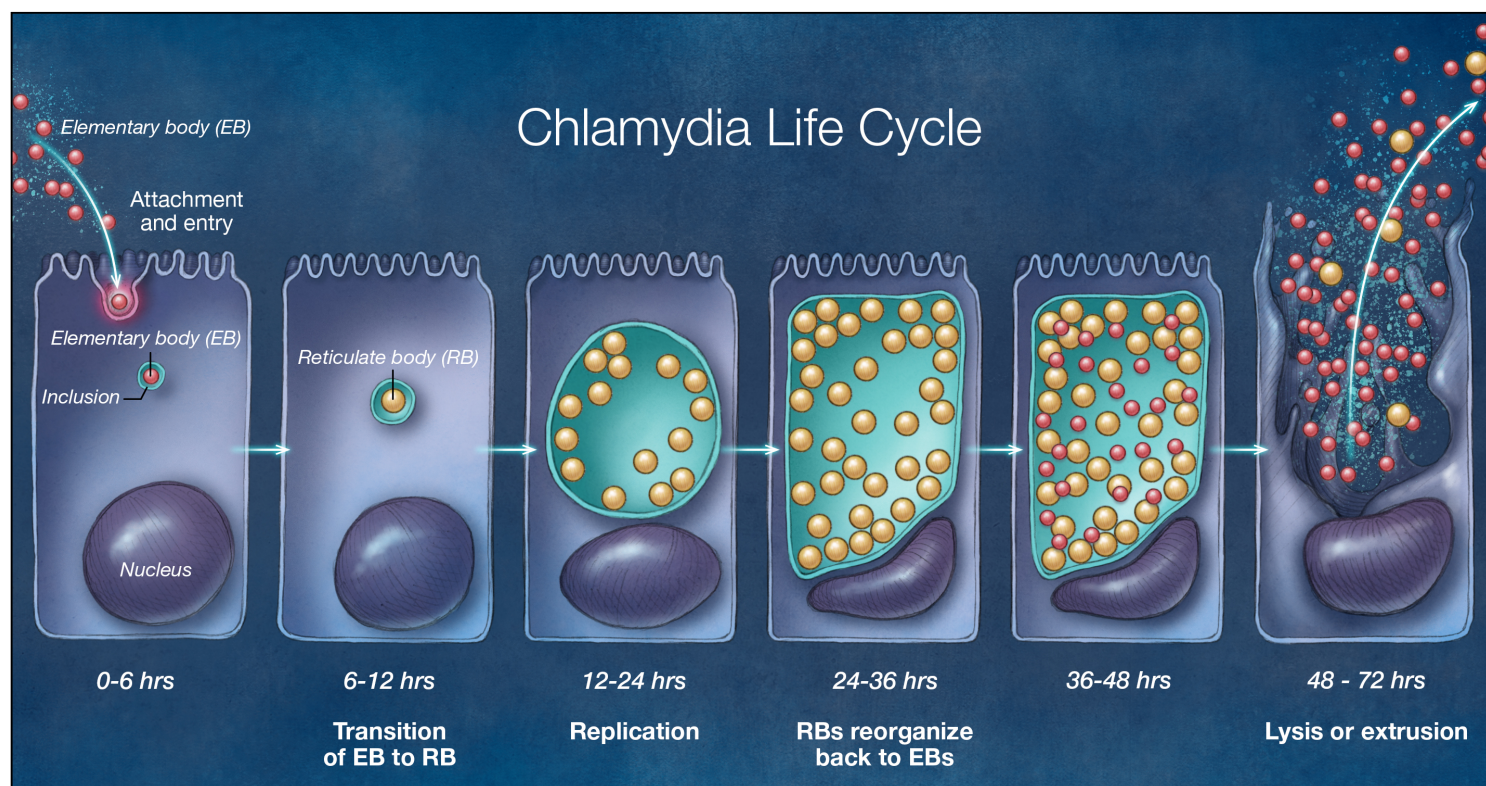 Chlamydia Life Cycle
Elementary body (EB)
Attachment
and entry
Elementary body (EB)
Inclusion
Nucleus
Reticulate body (RB)
0-6 hrs
6-12 hrs
12-24 hrs
24-36 hrs
36-48 hrs
48 - 72 hrs
Transition
of EB to RB
Replication
RBs reorganize
back to EBs
Lysis or extrusion